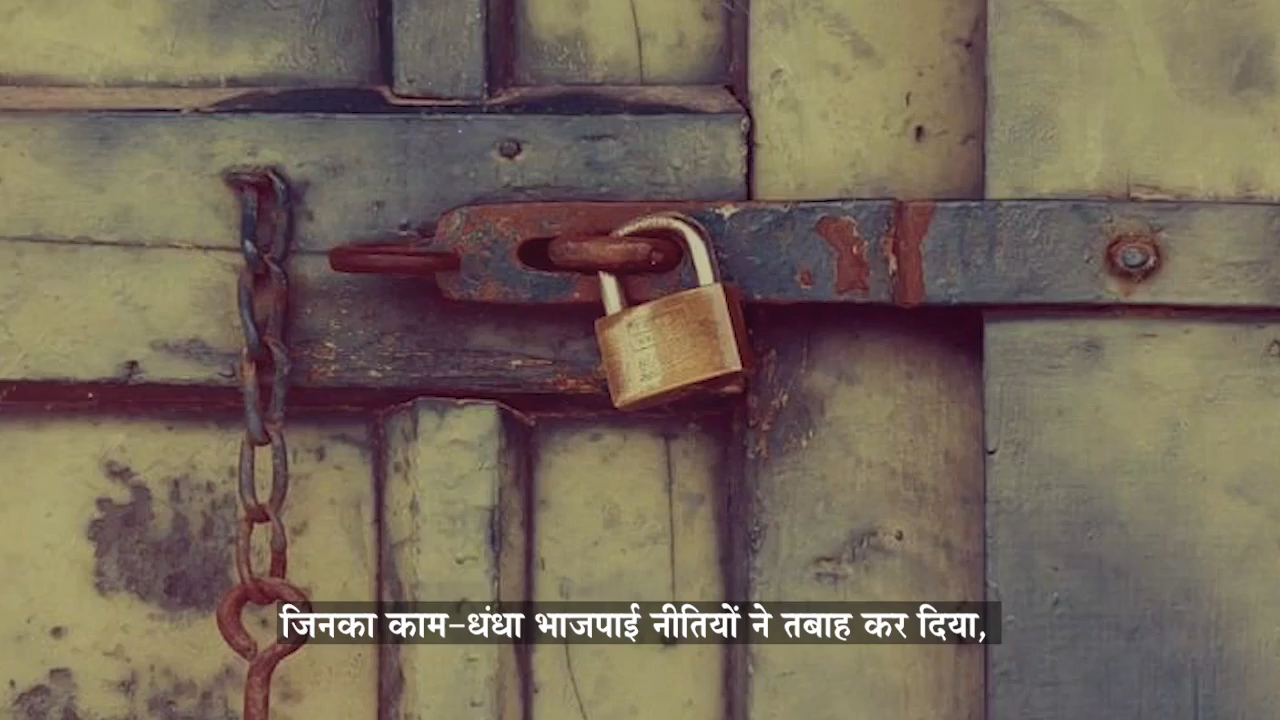 जिनका काम-धंधा भाजपाई नीतियों ने तबाह कर दिया,